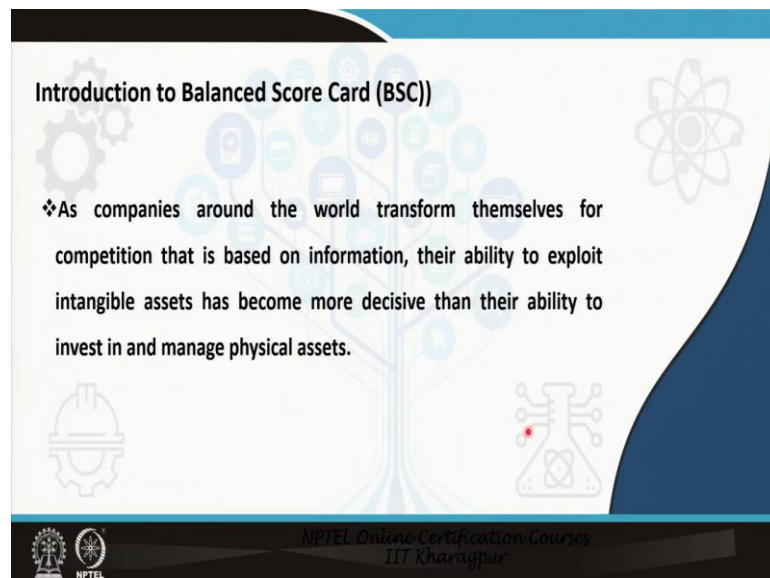 Introduction to Balanced Score Card (BSC))
❖As companies around the world transform themselves for
competition that is based on information, their ability to exploit
intangible assets has become more decisive than their ability to
invest in and manage physical assets.
NPTEL Online Certification Courses
IIT Kharagpur
NPTEL